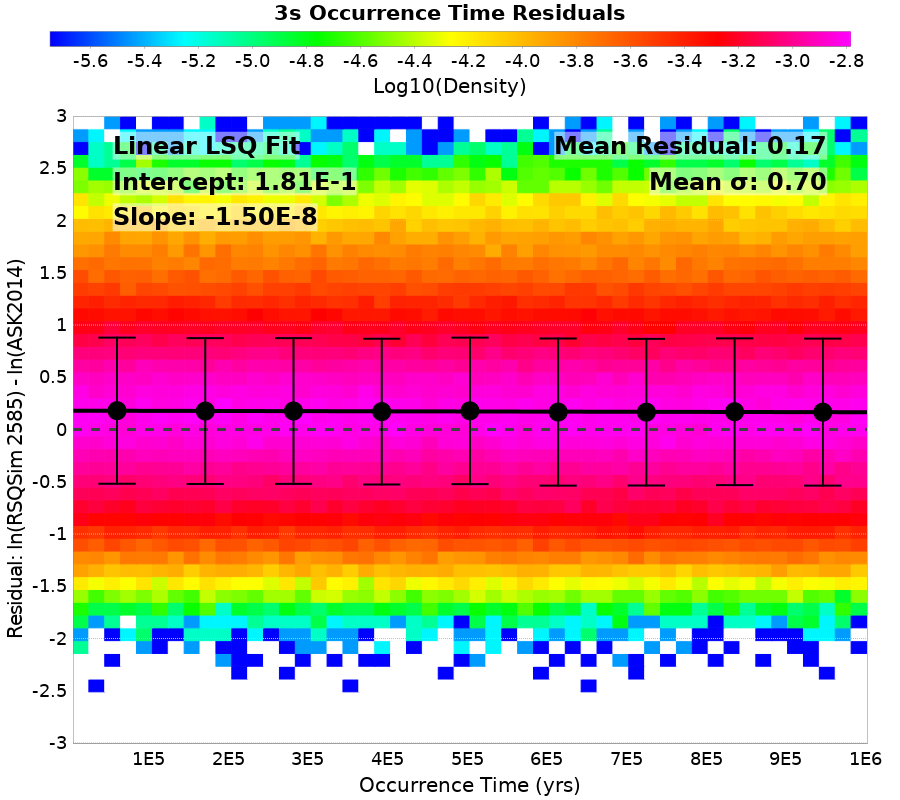 3s Occurrence Time Residuals
-5.6 -5.4 -5.2 -5.0 -4.8 -4.6 -4.4 -4.2 -4.0 -3.8 -3.6 -3.4 -3.2 -3.0 -2.8
Log10(Density)
Linear LSQ Fit
Intercept: 1.81E-1
Slope: -1.50E-8
Mean Residual: 0.17
Mean σ: 0.70
Residual: ln(RSQSim 2585) - ln(ASK2014)
3
2.5
2
1.5
1
0.5
0
-0.5
-1
-1.5
-2
-2.5
-3
1E5 2E5 3E5 4E5 5E5 6E5 7E5 8E5 9E5 1E6
Occurrence Time (yrs)